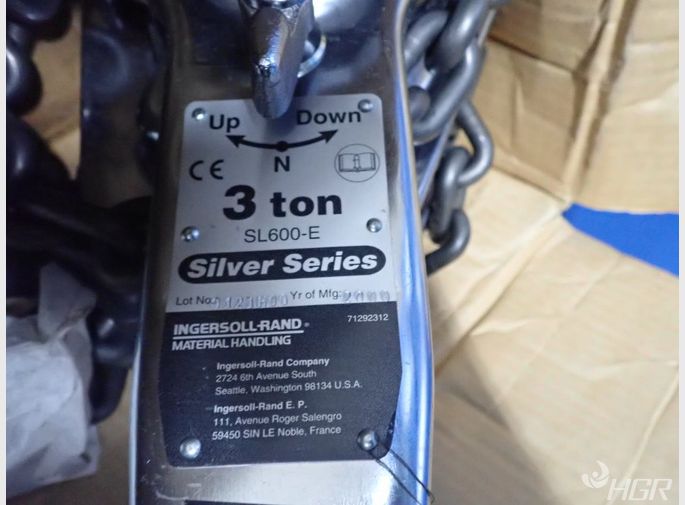 Up Down
N
CE
3 ton
SL600-E
Silver Series
Lot No: Yr of Mfg:
INGERSOLL-RAND® 71292312
MATERIAL HANDLING
Ingersoll-Rand Company
2724 6th Avenue South
Seattle, Washington 98134 U.S.A.
Ingersoll-Rand E. P.
111, Avenue Roger Salengro
59450 SIN LE Noble, France
HGR